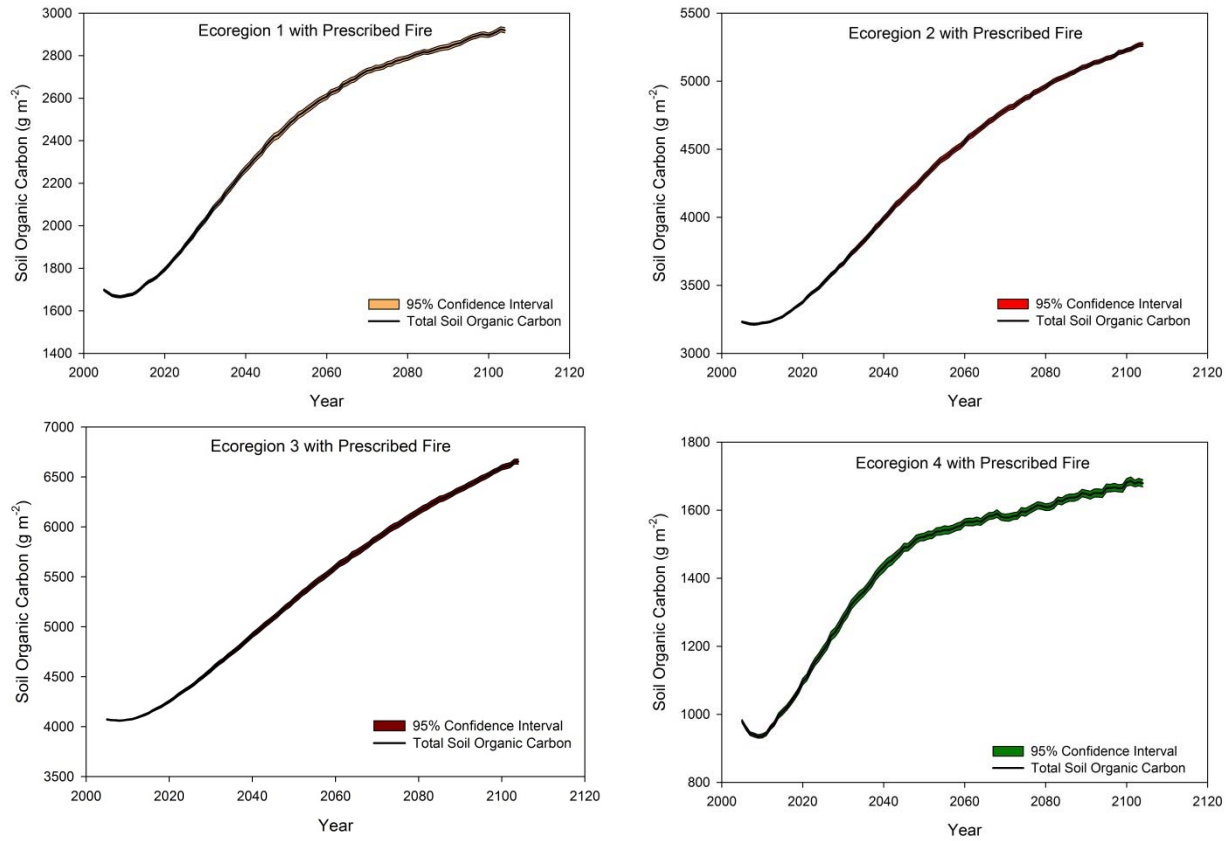 Ecoregion 1 with Prescribed Fire
Soil Organic Carbon (g m-2)
3000
2800
2600
2400
2200
2000
1800
1600
1400
95% Confidence Interval
Total Soil Organic Carbon
2000 2020 2040 2060 2080 2100 2120
Year
Ecoregion 2 with Prescribed Fire
Soil Organic Carbon (g m-2)
5500
5000
4500
4000
3500
3000
95% Confidence Interval
Total Soil Organic Carbon
2000 2020 2040 2060 2080 2100 2120
Year
Ecoregion 3 with Prescribed Fire
Soil Organic Carbon (g m-2)
7000
6500
6000
5500
5000
4500
4000
3500
95% Confidence Interval
Total Soil Organic Carbon
2000 2020 2040 2060 2080 2100 2120
Year
Ecoregion 4 with Prescribed Fire
Soil Organic Carbon (g m-2)
1800
1600
1400
1200
1000
800
95% Confidence Interval
Total Soil Organic Carbon
2000 2020 2040 2060 2080 2100 2120
Year